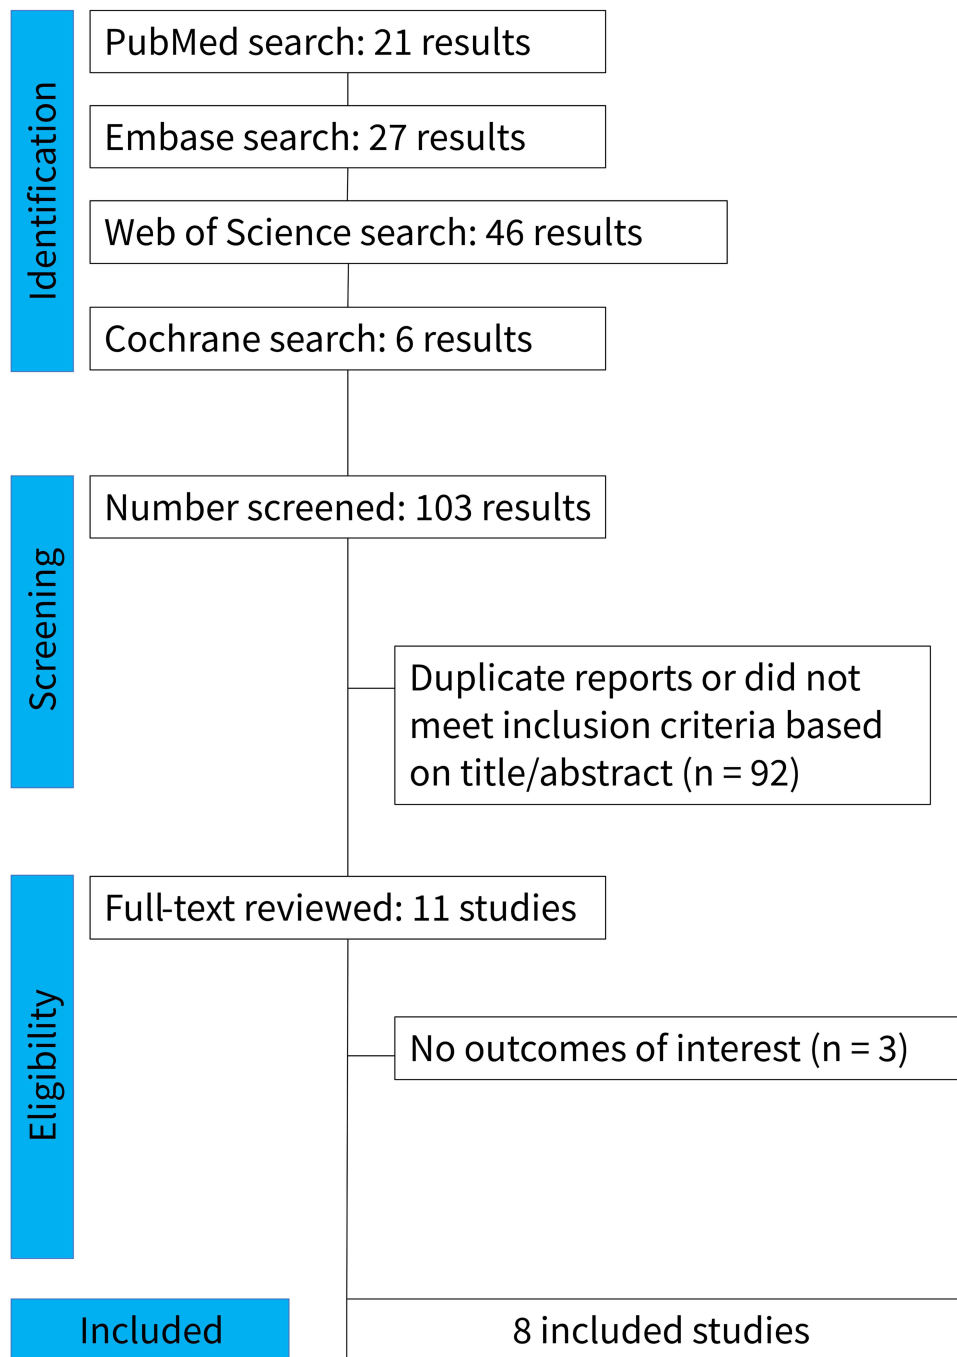 Identification
PubMed search: 21 results
Embase search: 27 results
Web of Science search: 46 results
Cochrane search: 6 results
Screening
Number screened: 103 results
Duplicate reports or did not
meet inclusion criteria based
on title/abstract (n = 92)
Eligibility
Full-text reviewed: 11 studies
No outcomes of interest (n = 3)
Included
8 included studies